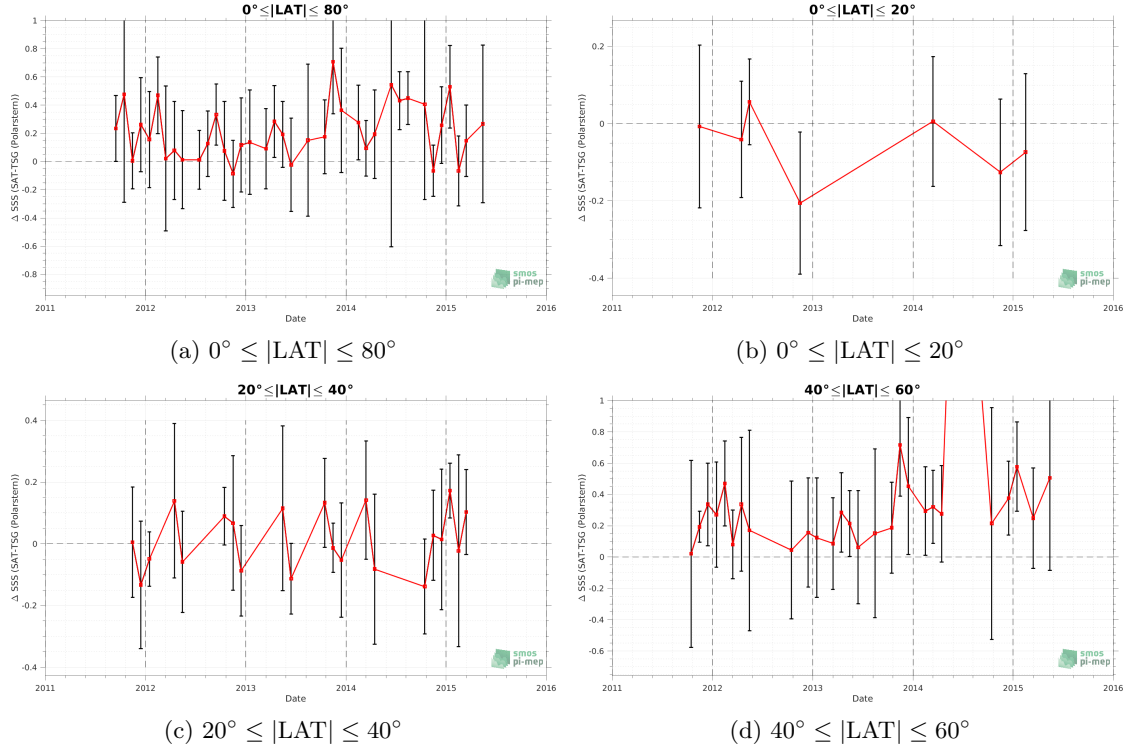 0°≤|LAT|≤ 80°
Δ SSS (SAT-TSG (Polarstern))
1
0.8
0.6
0.4
0.2
0
-0.2
-0.4
-0.6
-0.8
2011
2012
2013
2014
2015
2016
Date
smos
pi-mep
(a) 0° ≤ |LAT| ≤ 80°
0°≤|LAT|≤ 20°
Δ SSS (SAT-TSG (Polarstern))
0.2
0
-0.2
-0.4
2011
2012
2013
2014
2015
2016
Date
smos
pi-mep
(b) 0° ≤ |LAT| ≤ 20°
20°≤|LAT|≤ 40°
Δ SSS (SAT-TSG (Polarstern))
0.4
0.2
0
-0.2
-0.4
2011
2012
2013
2014
2015
2016
Date
smos
pi-mep
(c) 20° ≤ |LAT| ≤ 40°
40°≤|LAT|≤ 60°
Δ SSS (SAT-TSG (Polarstern))
1
0.8
0.6
0.4
0.2
0
-0.2
-0.4
-0.6
2011
2012
2013
2014
2015
2016
Date
smos
pi-mep
(d) 40° ≤ |LAT| ≤ 60°